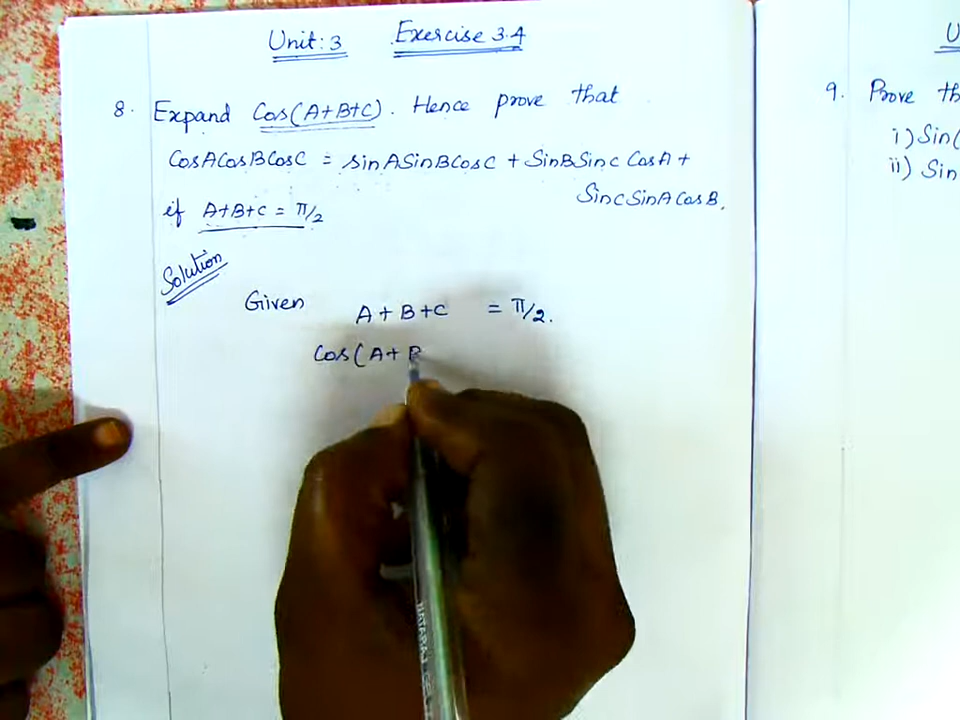 Unit: 3 Exercise 3.4
8. Expand Cos(A+B+C). Hence prove that
CosACosBCosC = sinASinBCosC + SinBSinc CosA +
SincSinACosB.
if A+B+C = π/2
Solution
Given A + B + C = π/2.
Cos(A + B
U
9. Prove th
i) Sin(
ii) Sin